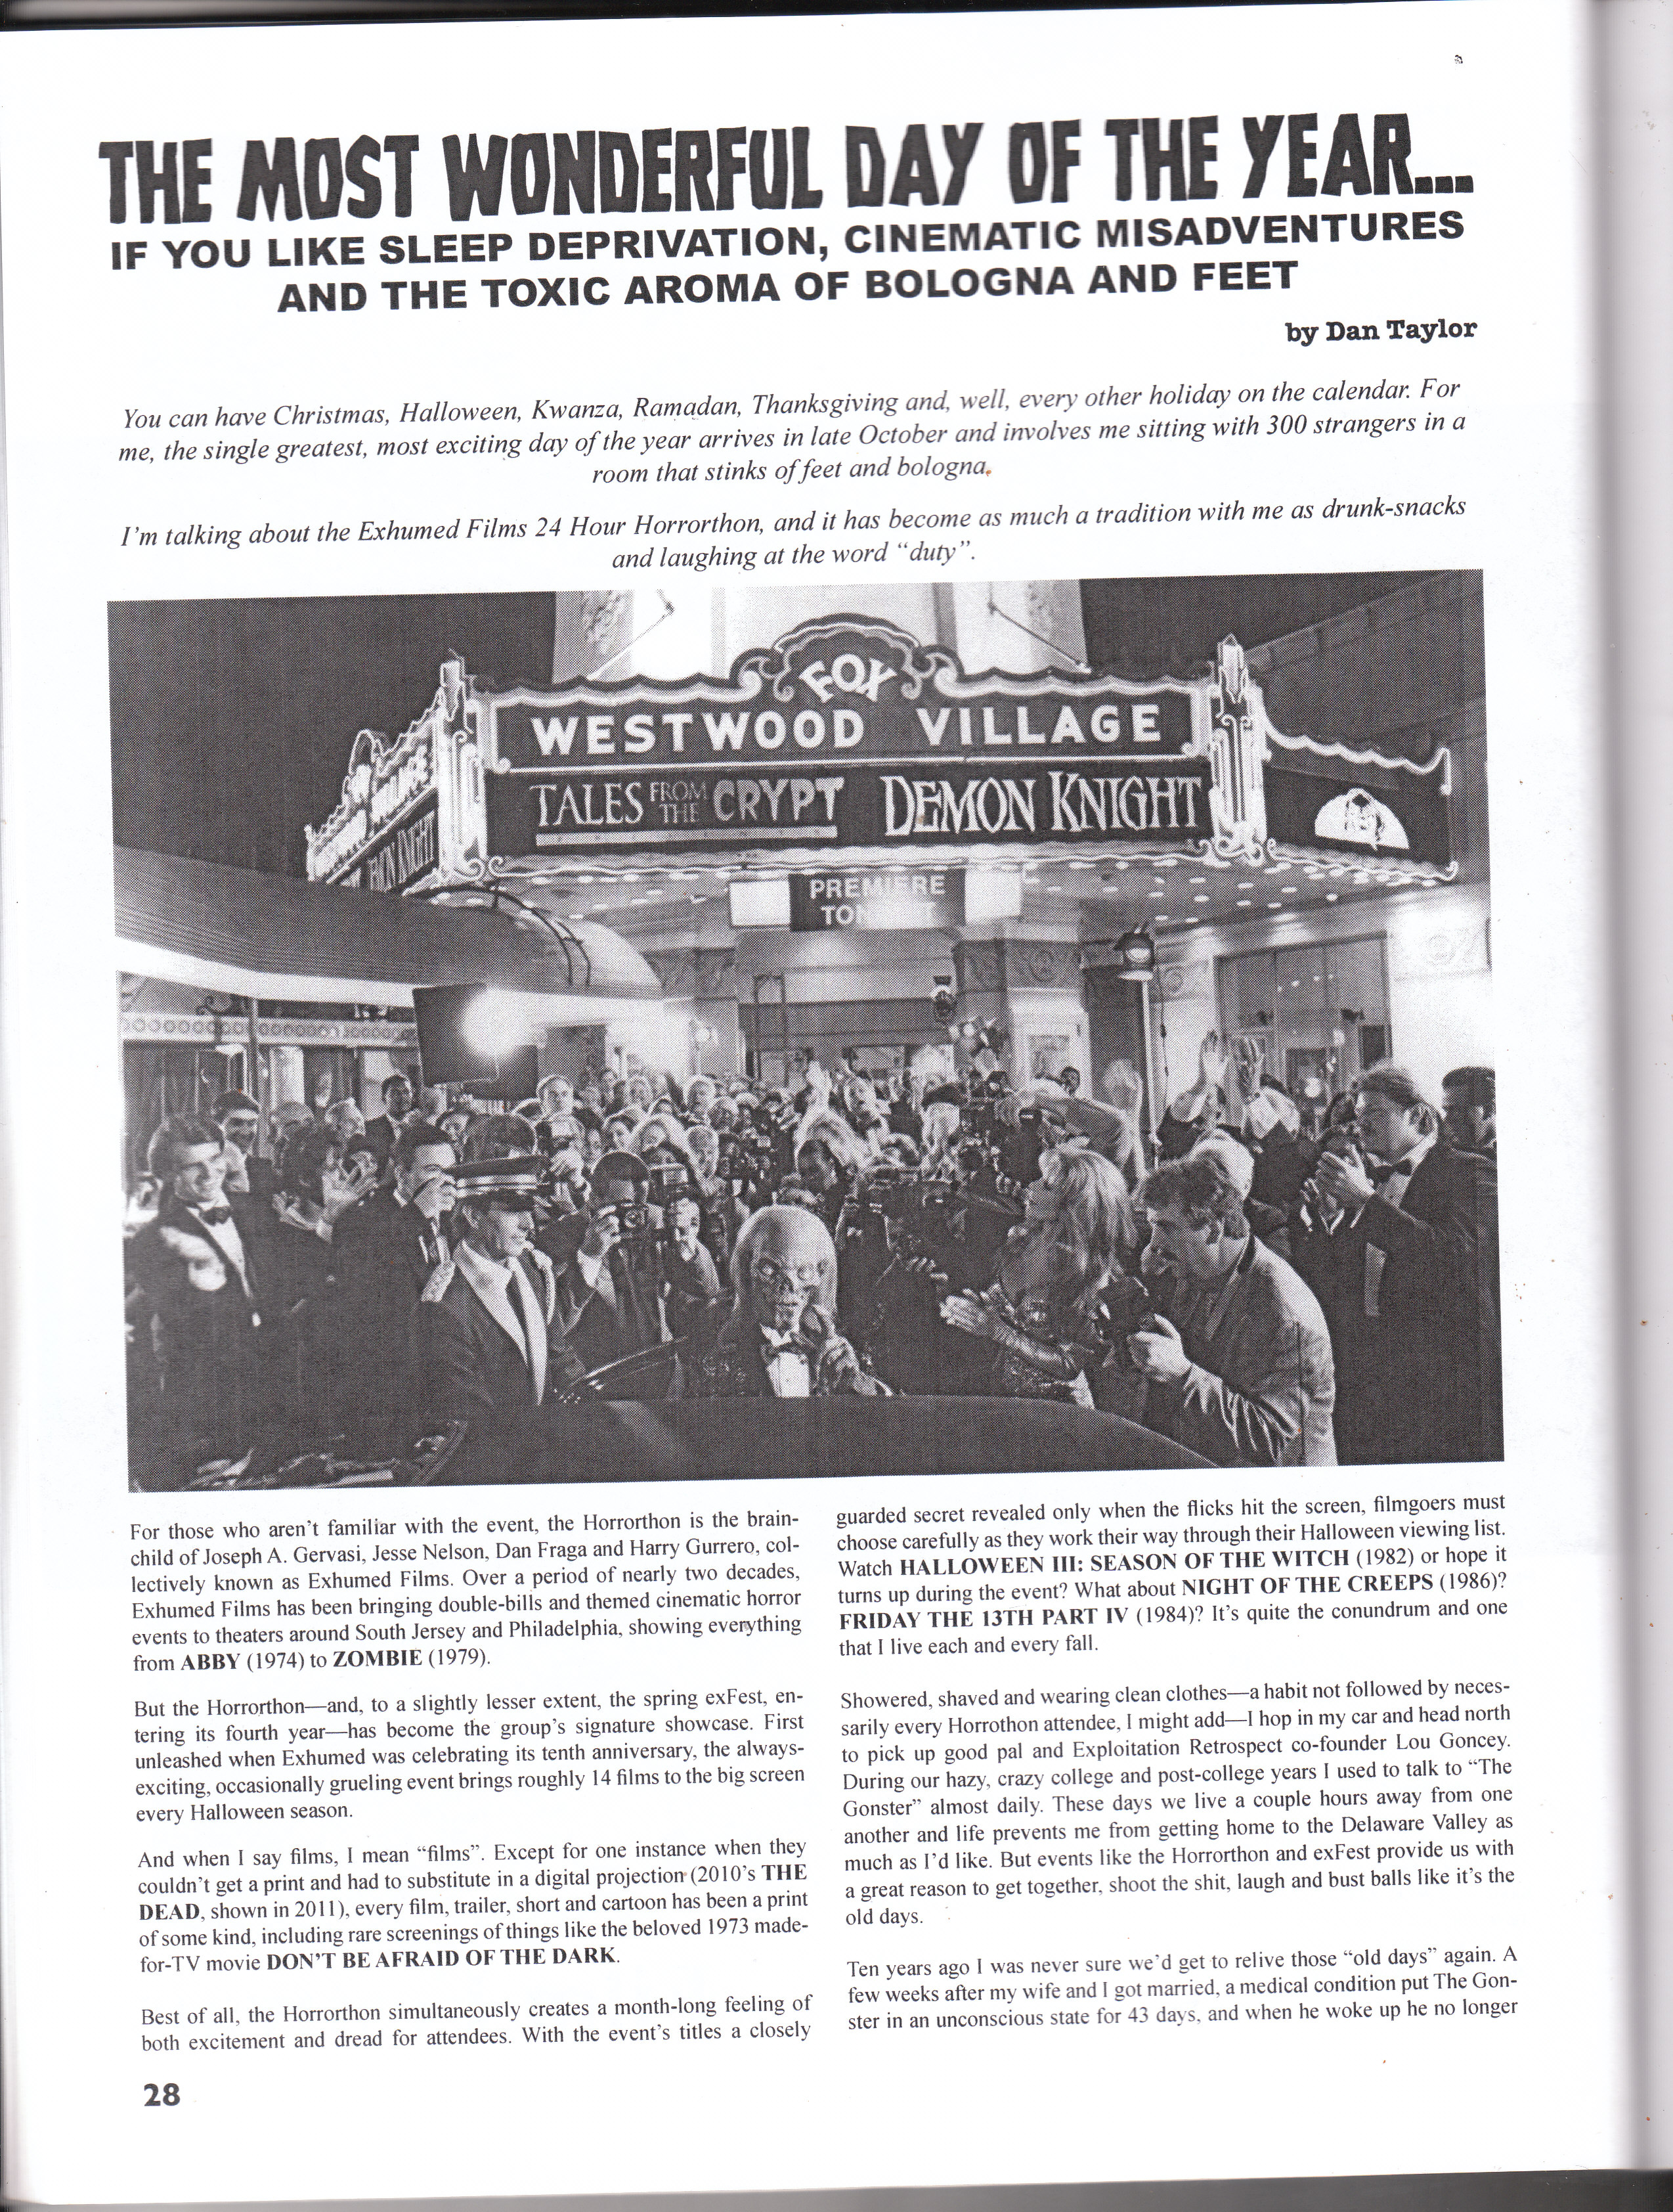 THE MOST WONDERFUL DAY OF THE YEAR...
IF YOU LIKE SLEEP DEPRIVATION, CINEMATIC MISADVENTURES
AND THE TOXIC AROMA OF BOLOGNA AND FEET
by Dan Taylor
You can have Christmas, Halloween, Kwanza, Ramadan, Thanksgiving and, well, every other holiday on the calendar. For
me, the single greatest, most exciting day of the year arrives in late October and involves me sitting with 300 strangers in a
room that stinks of feet and bologna.
I'm talking about the Exhumed Films 24 Hour Horrorthon, and it has become as much a tradition with me as drunk-snacks
and laughing at the word “duty”.
FOX
WESTWOOD VILLAGE
TALES FROM THE CRYPT DEMON KNIGHT
PREMIERE
For those who aren't familiar with the event, the Horrorthon is the brain-
child of Joseph A. Gervasi, Jesse Nelson, Dan Fraga and Harry Gurrero, col-
lectively known as Exhumed Films. Over a period of nearly two decades,
Exhumed Films has been bringing double-bills and themed cinematic horror
events to theaters around South Jersey and Philadelphia, showing everything
from ABBY (1974) to ZOMBIE (1979).
But the Horrorthon—and, to a slightly lesser extent, the spring exFest, en-
tering its fourth year—has become the group's signature showcase. First
unleashed when Exhumed was celebrating its tenth anniversary, the always-
exciting, occasionally grueling event brings roughly 14 films to the big screen
every Halloween season.
And when I say films, I mean “films”. Except for one instance when they
couldn't get a print and had to substitute in a digital projection (2010's THE
DEAD, shown in 2011), every film, trailer, short and cartoon has been a print
of some kind, including rare screenings of things like the beloved 1973 made-
for-TV movie DON'T BE AFRAID OF THE DARK.
Best of all, the Horrorthon simultaneously creates a month-long feeling of
both excitement and dread for attendees. With the event's titles a closely
guarded secret revealed only when the flicks hit the screen, filmgoers must
choose carefully as they work their way through their Halloween viewing list.
Watch HALLOWEEN III: SEASON OF THE WITCH (1982) or hope it
turns up during the event? What about NIGHT OF THE CREEPS (1986)?
FRIDAY THE 13TH PART IV (1984)? It's quite the conundrum and one
that I live each and every fall.
Showered, shaved and wearing clean clothes—a habit not followed by neces-
sarily every Horrothon attendee, I might add—I hop in my car and head north
to pick up good pal and Exploitation Retrospect co-founder Lou Goncey.
During our hazy, crazy college and post-college years I used to talk to “The
Gonster” almost daily. These days we live a couple hours away from one
another and life prevents me from getting home to the Delaware Valley as
much as I'd like. But events like the Horrorthon and exFest provide us with
a great reason to get together, shoot the shit, laugh and bust balls like it's the
old days.
Ten years ago I was never sure we'd get to relive those “old days” again. A
few weeks after my wife and I got married, a medical condition put The Gon-
ster in an unconscious state for 43 days, and when he woke up he no longer
28